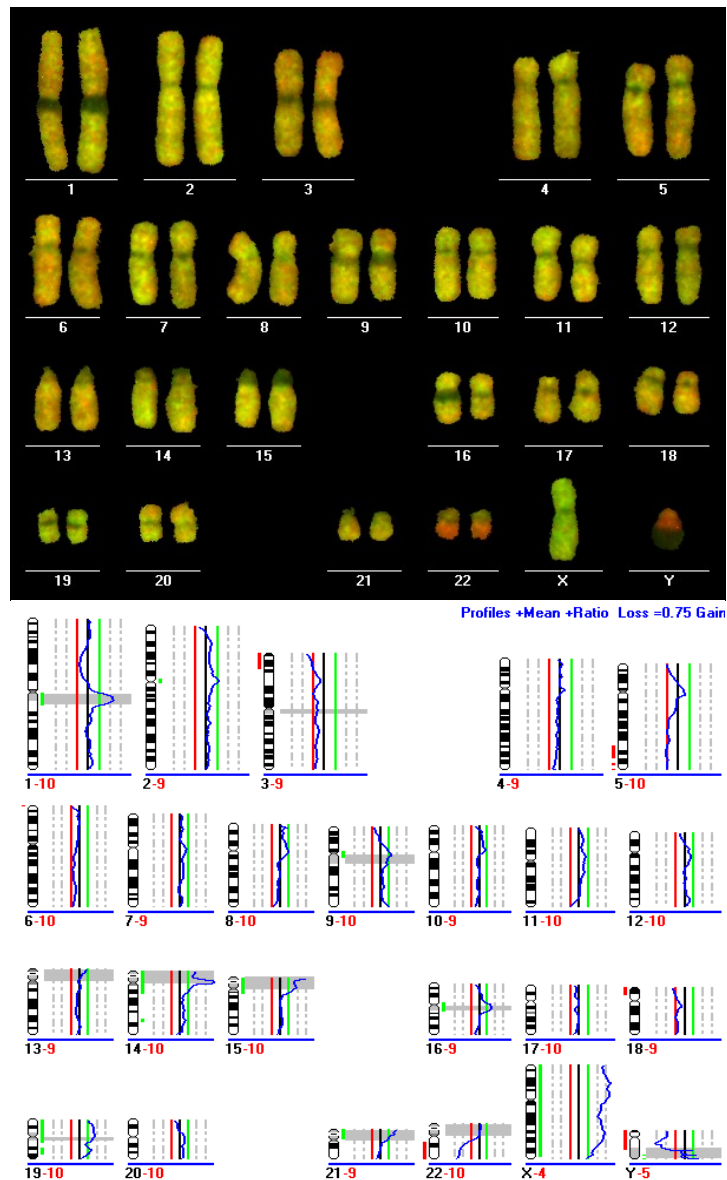 1 2 3 4 5
6 7 8 9 10 11 12
13 14 15 16 17 18
19 20 21 22 X Y
Profiles +Mean +Ratio Loss =0.75 Gain
1-10 2-9 3-9 4-9 5-10
6-10 7-9 8-10 9-10 10-9 11-10 12-10
13-9 14-10 15-10 16-9 17-10 18-9
19-10 20-10 21-9 22-10 X-4 Y-5